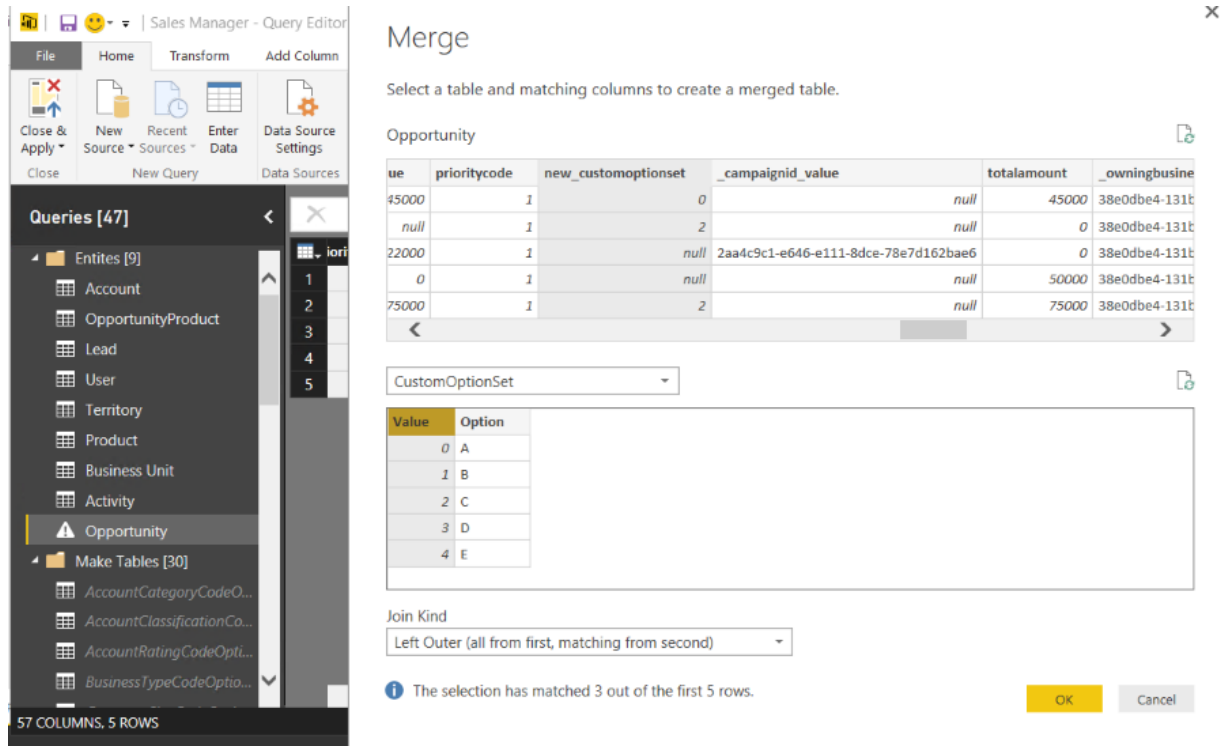 Sales Manager - Query Editor
File Home Transform Add Column
Close & Apply New Source Recent Sources Enter Data Data Source Settings
Close New Query Data Sources
Queries [47]
Entites [9]
Account
OpportunityProduct
Lead
User
Territory
Product
Business Unit
Activity
Opportunity
Make Tables [30]
AccountCategoryCodeO...
AccountClassificationCo...
AccountRatingCodeOpti...
BusinessTypeCodeOptio...
57 COLUMNS, 5 ROWS
iori
1
2
3
4
5
Merge
Select a table and matching columns to create a merged table.
Opportunity
ue prioritycode new_customoptionset _campaignid_value totalamount _owningbusine
45000 1 0 null 45000 38e0dbe4-131b
null 1 2 null 0 38e0dbe4-131b
22000 1 null 2aa4c9c1-e646-e111-8dce-78e7d162bae6 0 38e0dbe4-131b
0 1 null null 50000 38e0dbe4-131b
75000 1 2 null 75000 38e0dbe4-131b
CustomOptionSet
Value Option
0 A
1 B
2 C
3 D
4 E
Join Kind
Left Outer (all from first, matching from second)
The selection has matched 3 out of the first 5 rows.
OK Cancel